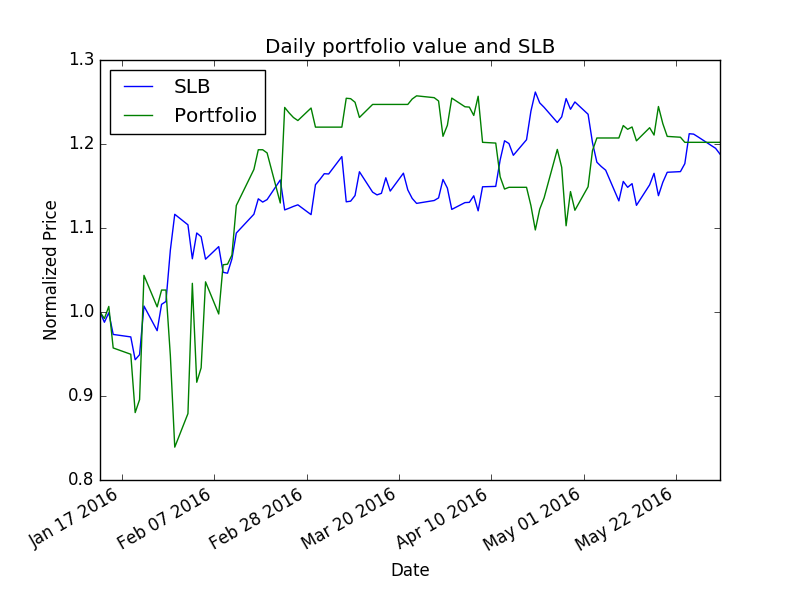 Daily portfolio value and SLB
1.3
1.2
1.1
1.0
0.9
0.8
Normalized Price
SLB
Portfolio
Jan 17 2016
Feb 07 2016
Feb 28 2016
Mar 20 2016
Apr 10 2016
May 01 2016
May 22 2016
Date